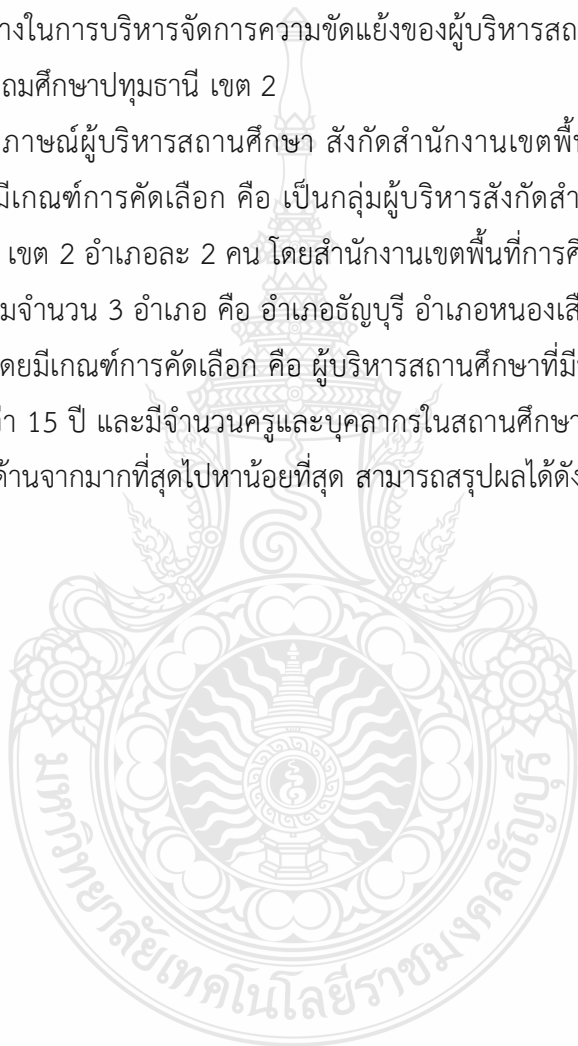 างในการบริหารจัดการความขัดแย้งของผู้บริหารสถา
ถมศึกษาปทุมธานี เขต 2
ภาษณ์ผู้บริหารสถานศึกษา สังกัดสำนักงานเขตพื้น
มีเกณฑ์การคัดเลือก คือ เป็นกลุ่มผู้บริหารสังกัดสำ
เขต 2 อำเภอละ 2 คน โดยสำนักงานเขตพื้นที่การศึ
มจำนวน 3 อำเภอ คือ อำเภอธัญบุรี อำเภอหนองเสื
ดยมีเกณฑ์การคัดเลือก คือ ผู้บริหารสถานศึกษาที่มี
า 15 ปี และมีจำนวนครูและบุคลากรในสถานศึกษา
ด้านจากมากที่สุดไปหาน้อยที่สุด สามารถสรุปผลได้ดัง
มหาวิทยาลัยเทคโนโลยีราชมงคลธัญบุรี